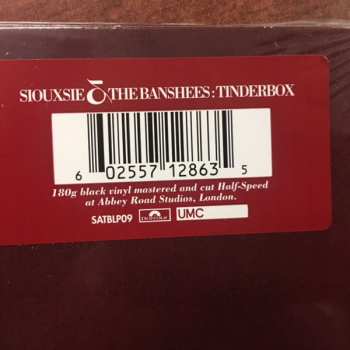 SIOUXSIE & THE BANSHEES : TINDERBOX
6 02557 12863 5
180g black vinyl mastered and cut Half-Speed
at Abbey Road Studios, London.
SATBLP09 Polydor UMC